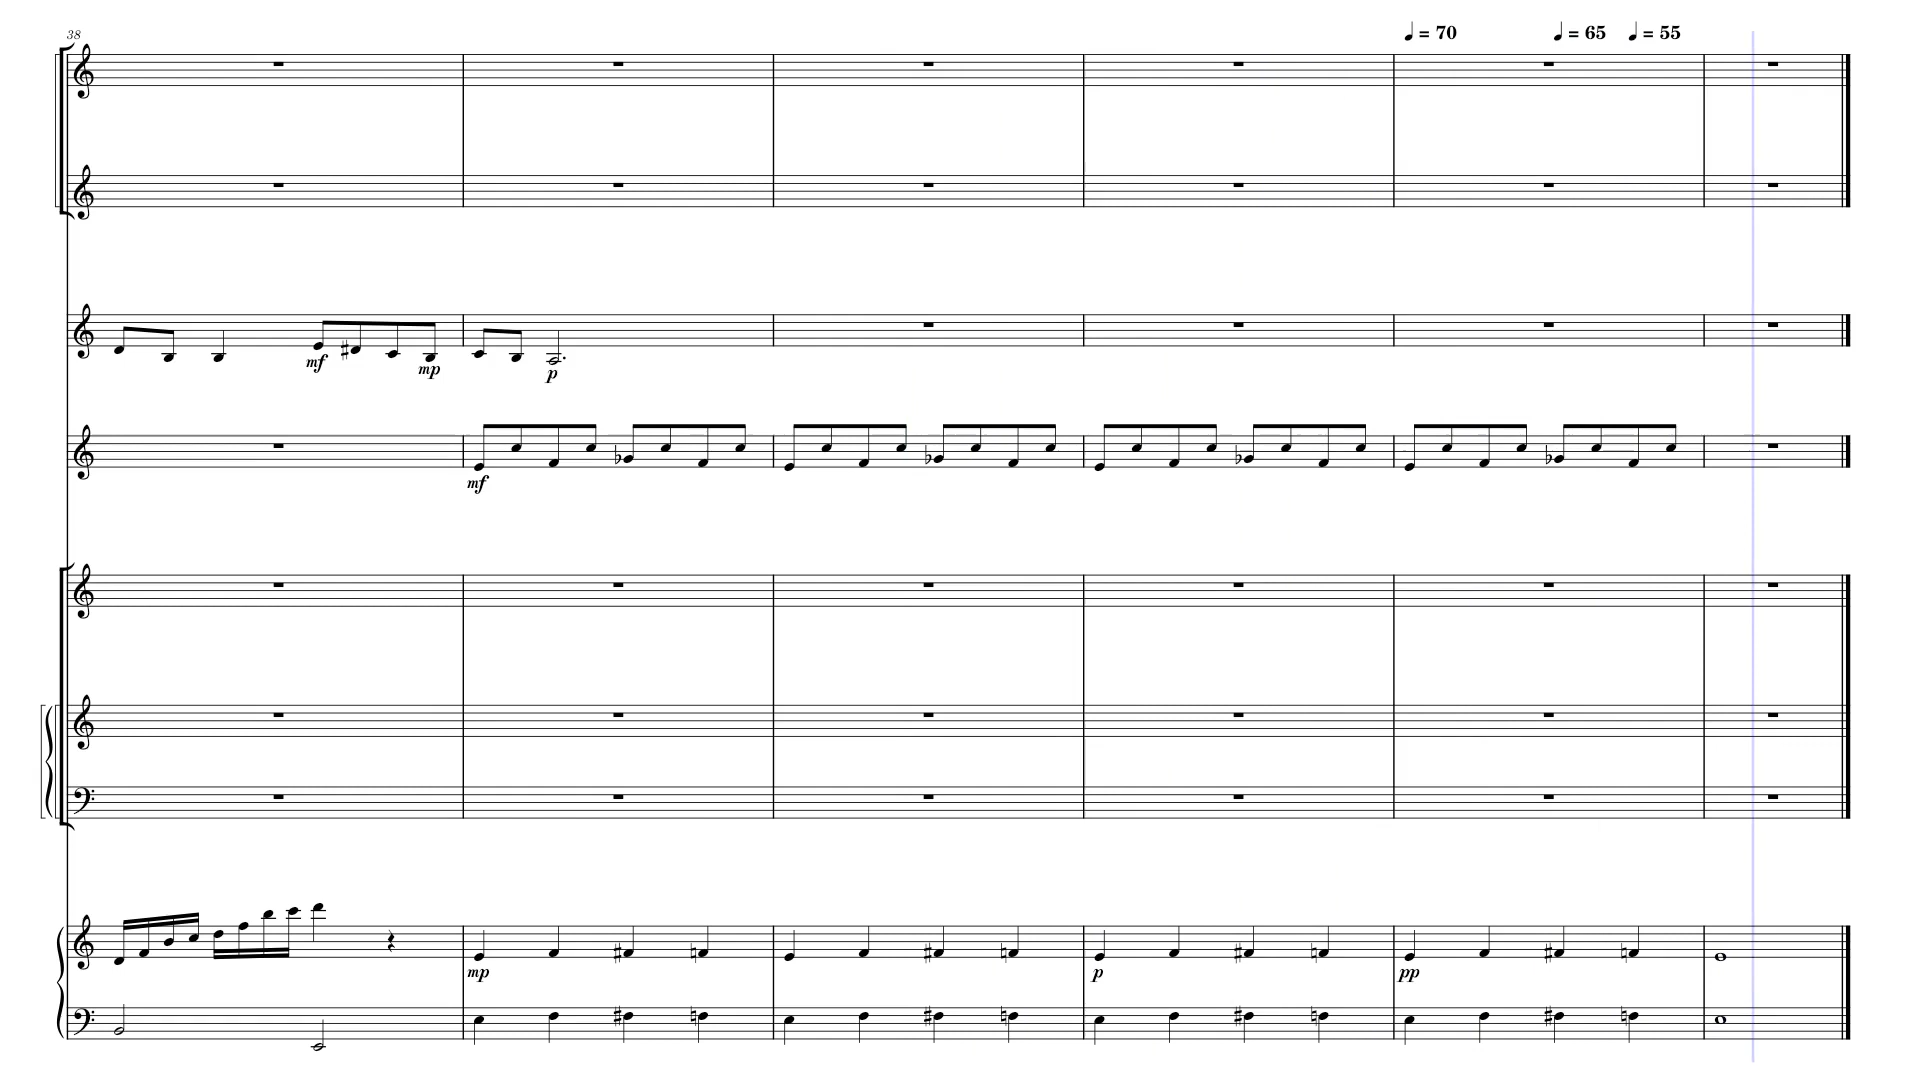 38
♩ = 70 ♩ = 65 ♩ = 55
mf mp p
mf
mp p pp